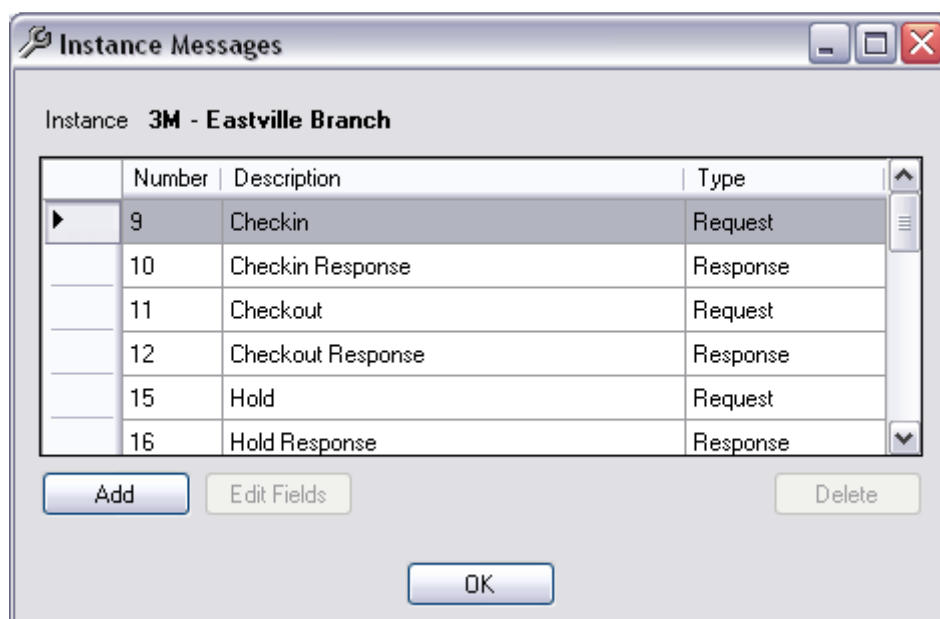 Instance Messages
Instance 3M - Eastville Branch
Number Description Type
9 Checkin Request
10 Checkin Response Response
11 Checkout Request
12 Checkout Response Response
15 Hold Request
16 Hold Response Response
Add Edit Fields Delete
OK